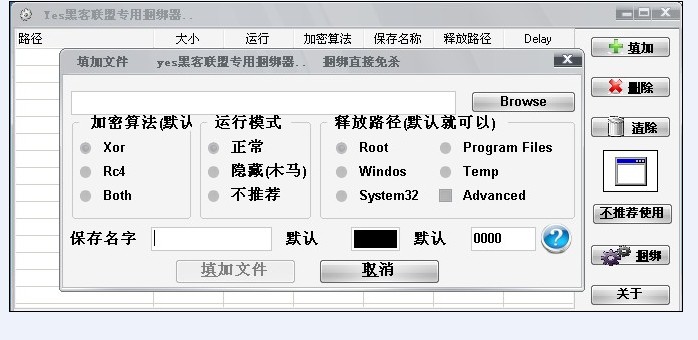 Yes黑客联盟专用捆绑器..
路径 大小 运行 加密算法 保存名称 释放路径 Delay
填加
删除
清除
不推荐使用
捆绑
关于
填加文件 yes黑客联盟专用捆绑器.. 捆绑直接免杀
Browse
加密算法(默认
Xor
Rc4
Both
运行模式
正常
隐藏(木马)
不推荐
释放路径(默认就可以)
Root Program Files
Windos Temp
System32 Advanced
保存名字 默认 默认 0000
填加文件 取消